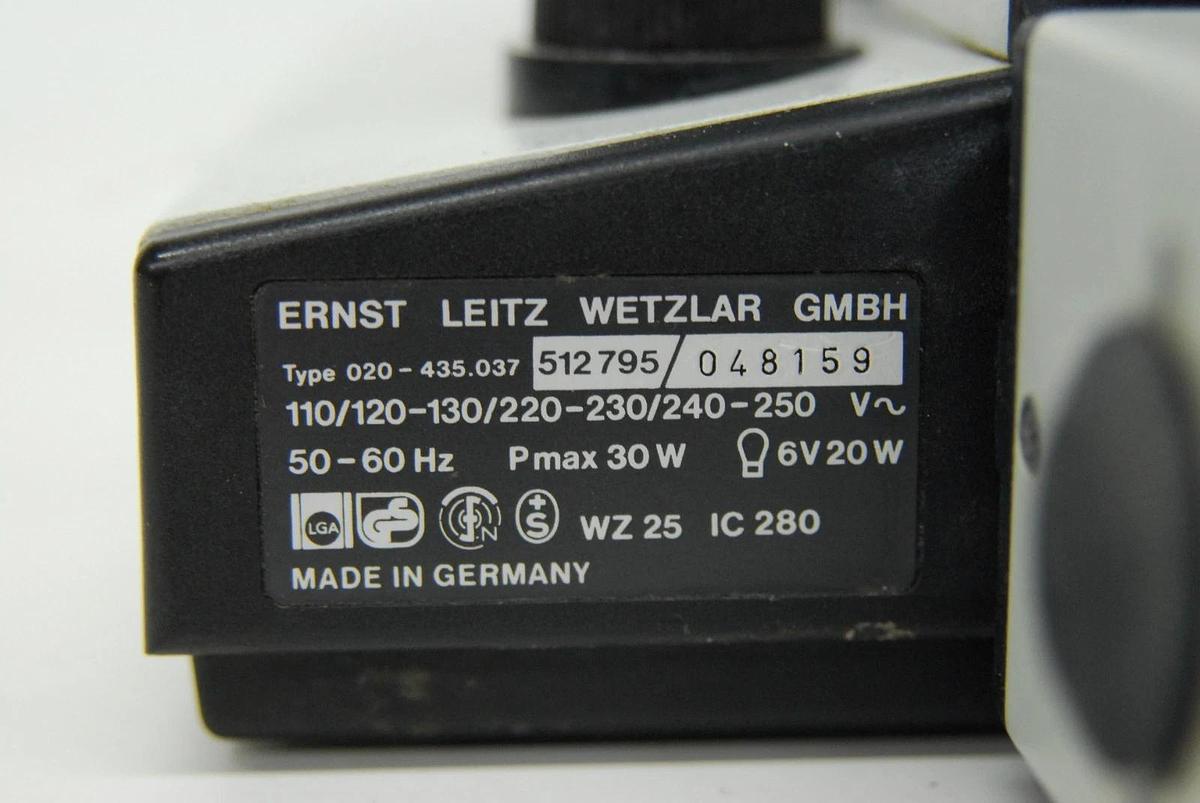 ERNST LEITZ WETZLAR GMBH
Type 020-435.037 512795/048159
110/120-130/220-230/240-250 V~
50-60 Hz Pmax 30 W 6V 20 W
LGA GS N +S WZ 25 IC 280
MADE IN GERMANY